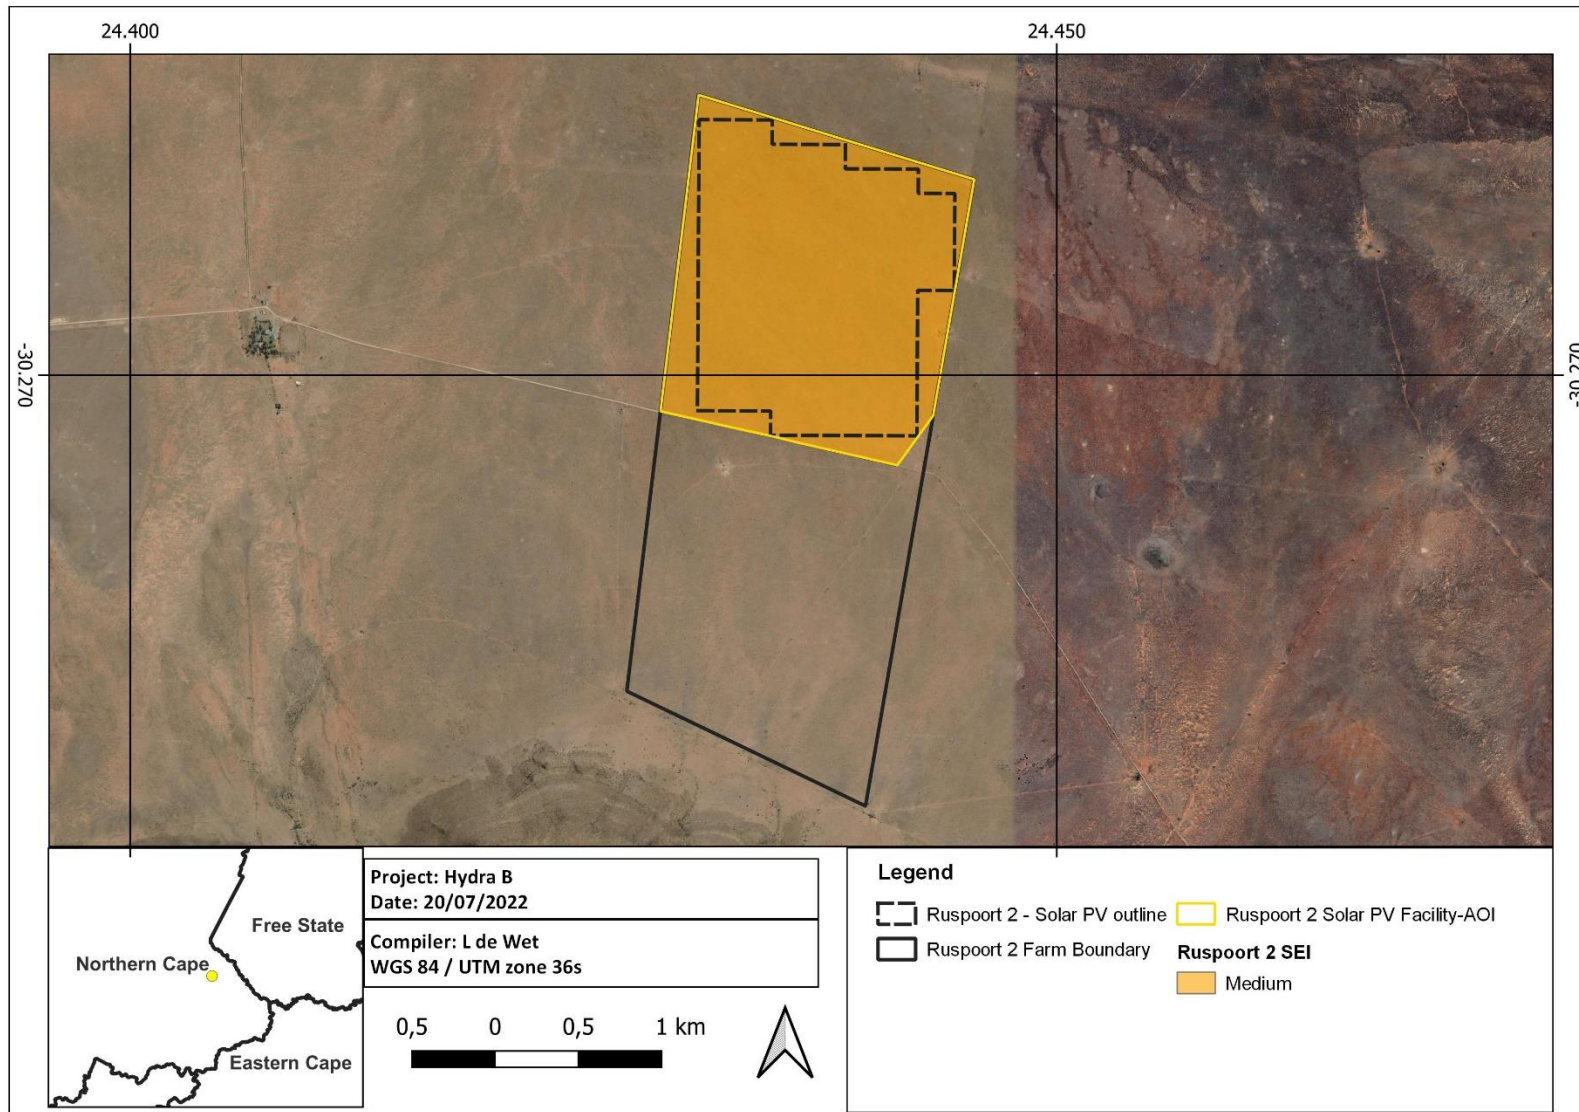 24.400
24.450
-30.270
-30.270
Northern Cape
Free State
Eastern Cape
Project: Hydra B
Date: 20/07/2022
Compiler: L de Wet
WGS 84 / UTM zone 36s
0,5 0 0,5 1 km
Legend
Ruspoort 2 - Solar PV outline
Ruspoort 2 Farm Boundary
Ruspoort 2 Solar PV Facility-AOI
Ruspoort 2 SEI
Medium